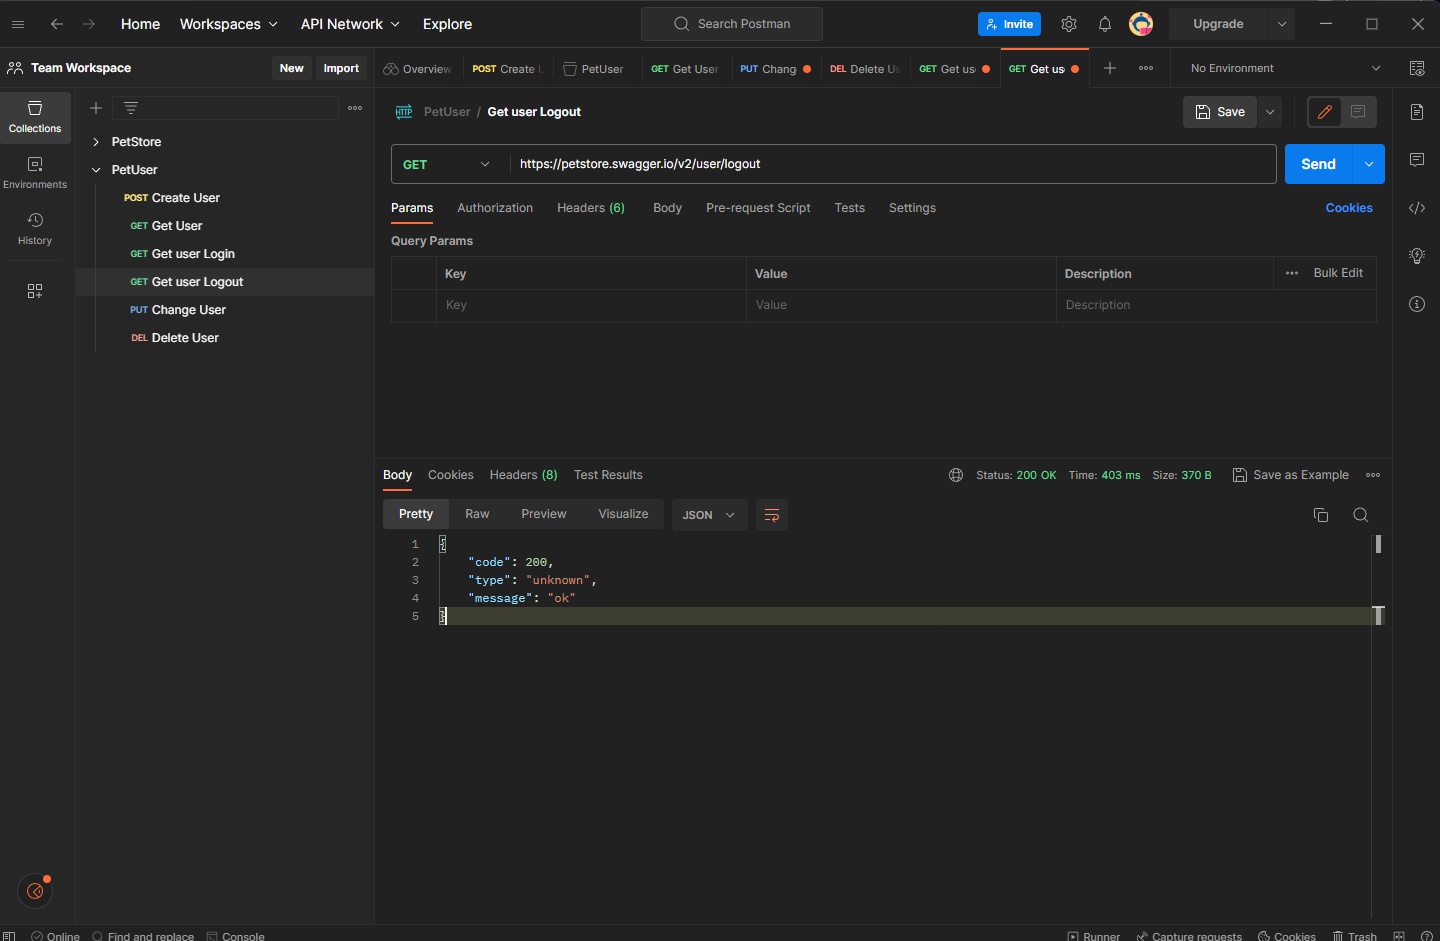 Home Workspaces API Network Explore Search Postman Invite Upgrade
Team Workspace New Import Overview POST Create U PetUser GET Get User PUT Chang DEL Delete Us GET Get us GET Get us No Environment
Collections
Environments
History
PetStore
PetUser
POST Create User
GET Get User
GET Get user Login
GET Get user Logout
PUT Change User
DEL Delete User
HTTP PetUser / Get user Logout Save
GET https://petstore.swagger.io/v2/user/logout Send
Params Authorization Headers (6) Body Pre-request Script Tests Settings Cookies
Query Params
Key Value Description Bulk Edit
Key Value Description
Body Cookies Headers (8) Test Results Status: 200 OK Time: 403 ms Size: 370 B Save as Example
Pretty Raw Preview Visualize JSON
1 {
2 "code": 200,
3 "type": "unknown",
4 "message": "ok"
5 }
Online Find and replace Console Runner Capture requests Cookies Trash